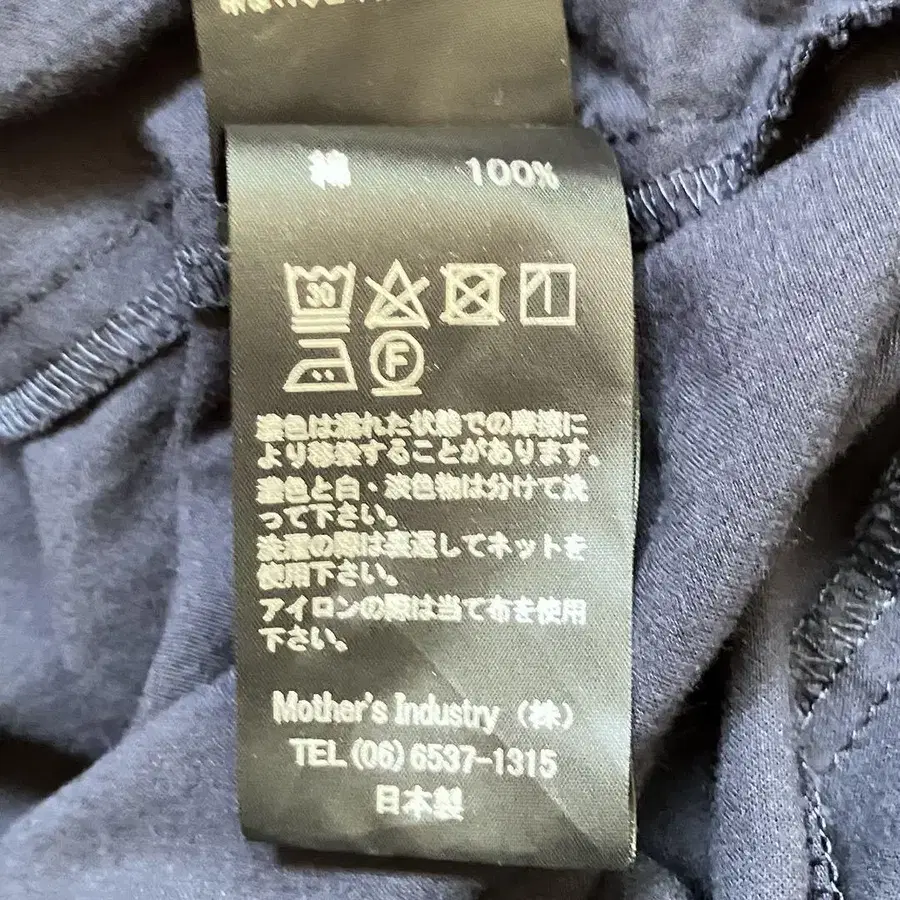 綿 100%
30
F
濃色は濡れた状態での摩擦に
より移染することがあります。
濃色と白・淡色物は分けて洗
って下さい。
洗濯の際は裏返してネットを
使用下さい。
アイロンの際は当て布を使用
下さい。
Mother's Industry (株)
TEL(06)6537-1315
日本製